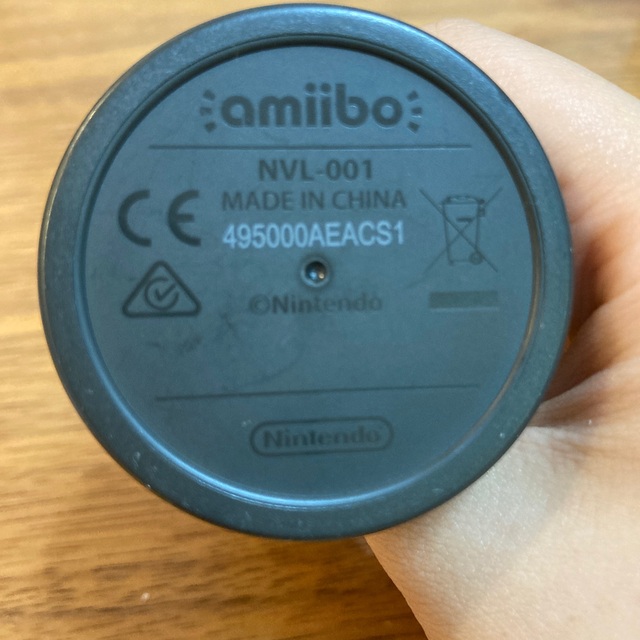 amiibo
NVL-001
MADE IN CHINA
CE
495000AEACS1
©Nintendo
Nintendo